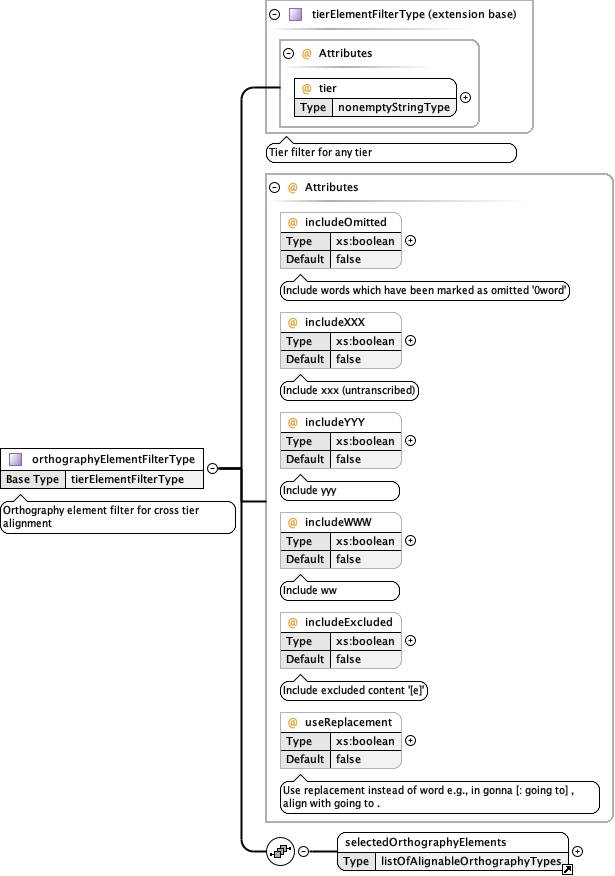 tierElementFilterType (extension base)
@ Attributes
@ tier
Type nonemptyStringType
Tier filter for any tier
@ Attributes
@ includeOmitted
Type xs:boolean
Default false
Include words which have been marked as omitted '0word'
@ includeXXX
Type xs:boolean
Default false
Include xxx (untranscribed)
@ includeYYY
Type xs:boolean
Default false
Include yyy
orthographyElementFilterType
Base Type tierElementFilterType
Orthography element filter for cross tier
alignment
@ includeWWW
Type xs:boolean
Default false
Include ww
@ includeExcluded
Type xs:boolean
Default false
Include excluded content '[e]'
@ useReplacement
Type xs:boolean
Default false
Use replacement instead of word e.g., in gonna [: going to] ,
align with going to .
selectedOrthographyElements
Type listOfAlignableOrthographyTypes